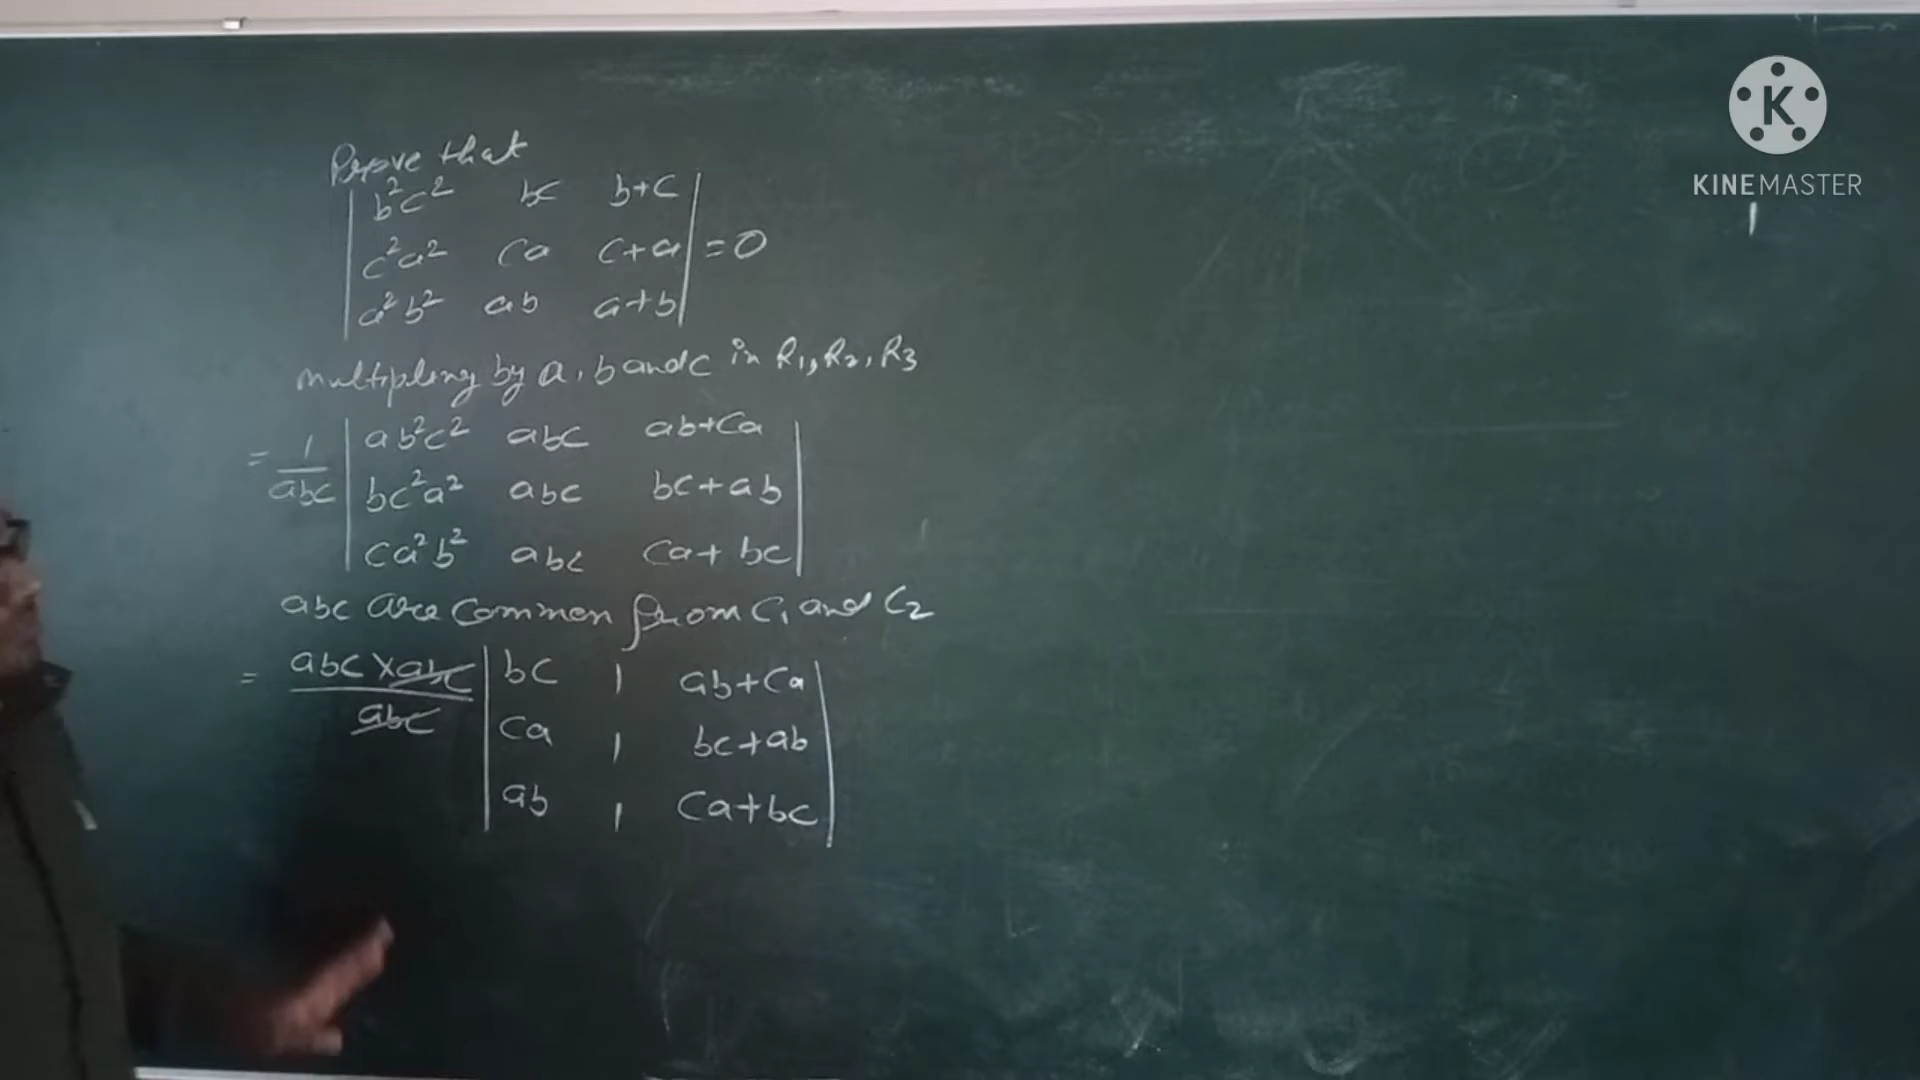 Prove that
| b²c² bc b+c |
| c²a² ca c+a | = 0
| a²b² ab a+b |
multipling by a, b and c in R₁, R₂, R₃
= 1/abc | ab²c² abc ab+ca |
| bc²a² abc bc+ab |
| ca²b² abc ca+bc |
abc are common from C₁ and C₂
= abc×abc/abc | bc 1 ab+ca |
| ca 1 bc+ab |
| ab 1 ca+bc |
K
KINEMASTER